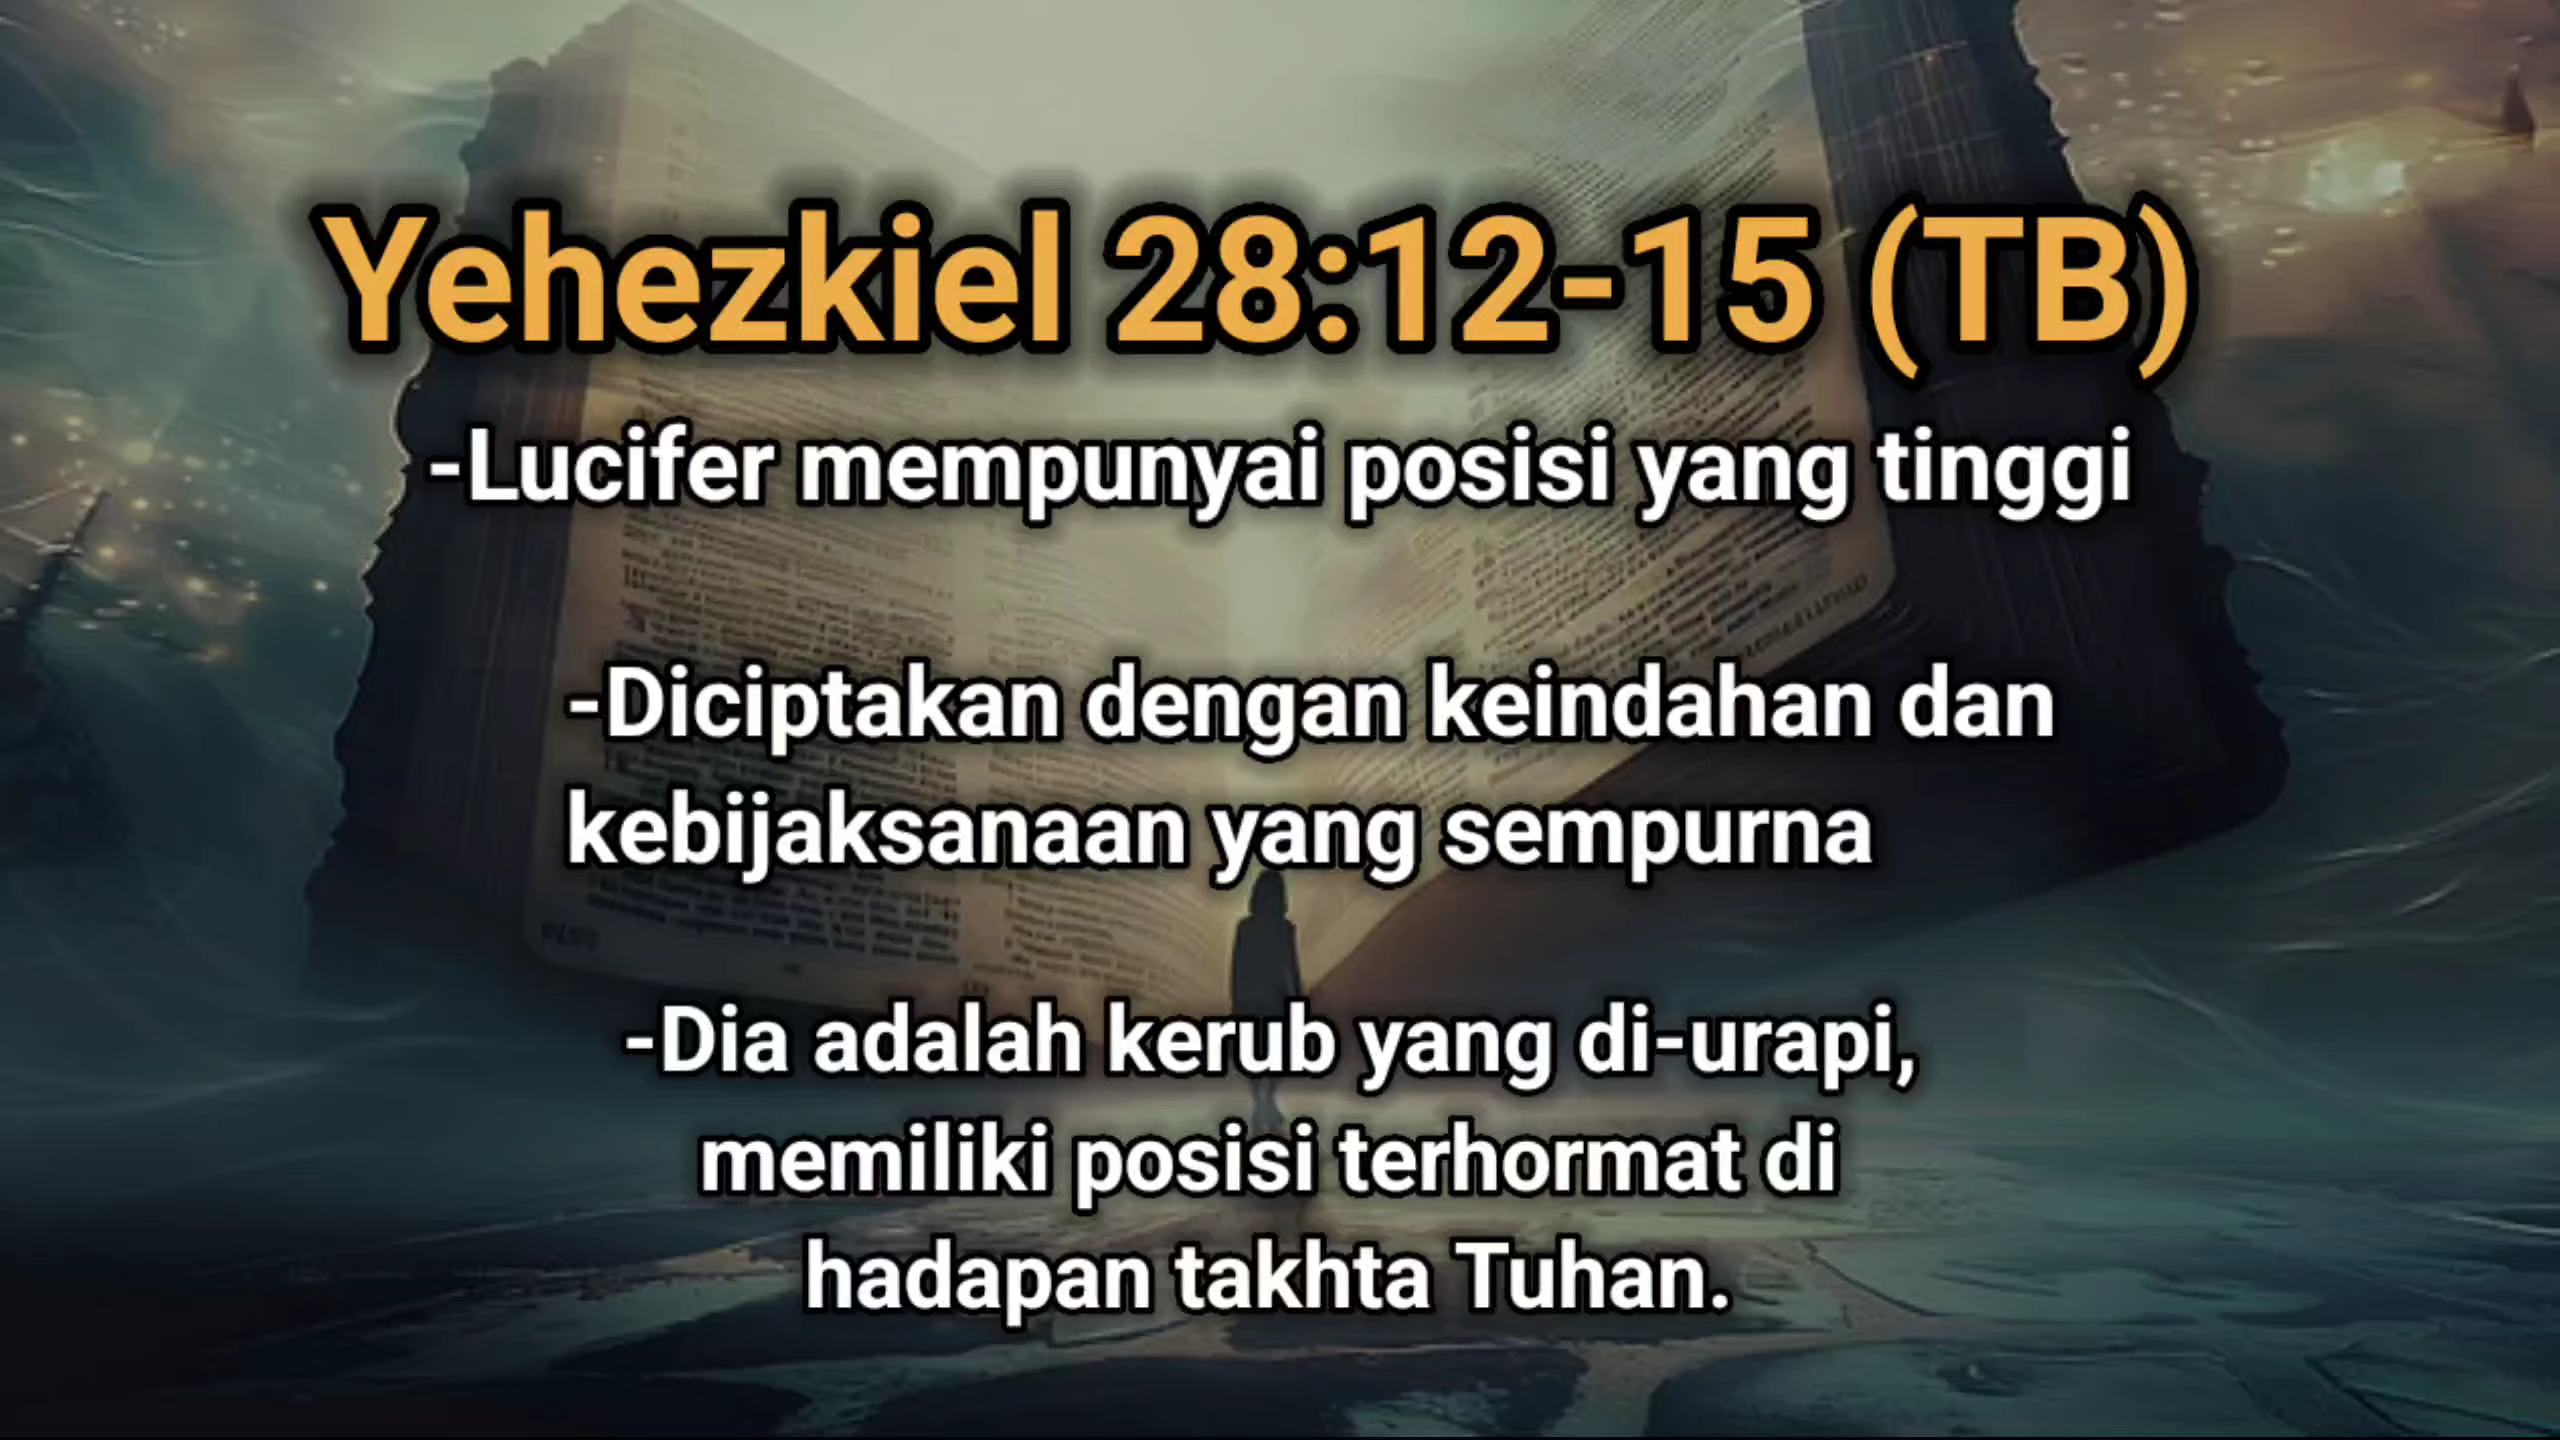 Yehezkiel 28:12-15 (TB)
-Lucifer mempunyai posisi yang tinggi
-Diciptakan dengan keindahan dan
kebijaksanaan yang sempurna
-Dia adalah kerub yang di-urapi,
memiliki posisi terhormat di
hadapan takhta Tuhan.